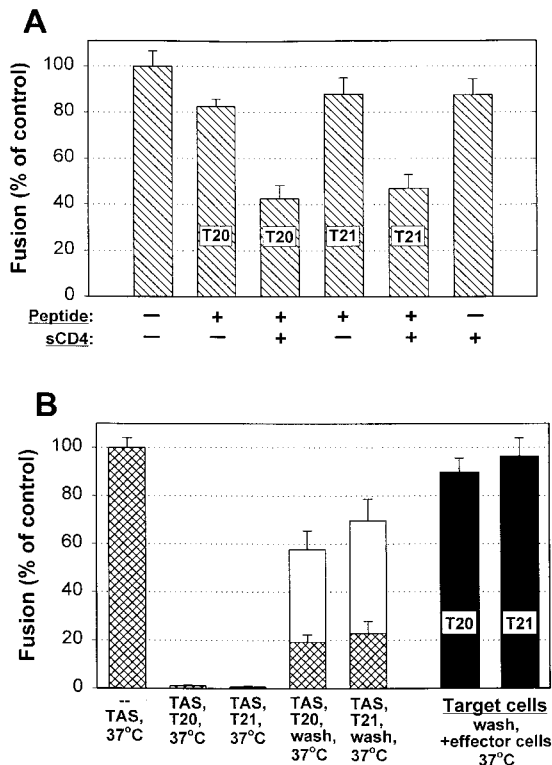 A
Fusion (% of control)
100
80
60
40
20
0
T20
T20
T21
T21
Peptide: — + + + + —
sCD4: — — + — + +
B
Fusion (% of control)
100
80
60
40
20
0
T20
T21
--
TAS,
37°C
TAS,
T20,
37°C
TAS,
T21,
37°C
TAS,
T20,
wash,
37°C
TAS,
T21,
wash,
37°C
Target cells
wash,
+effector cells
37°C